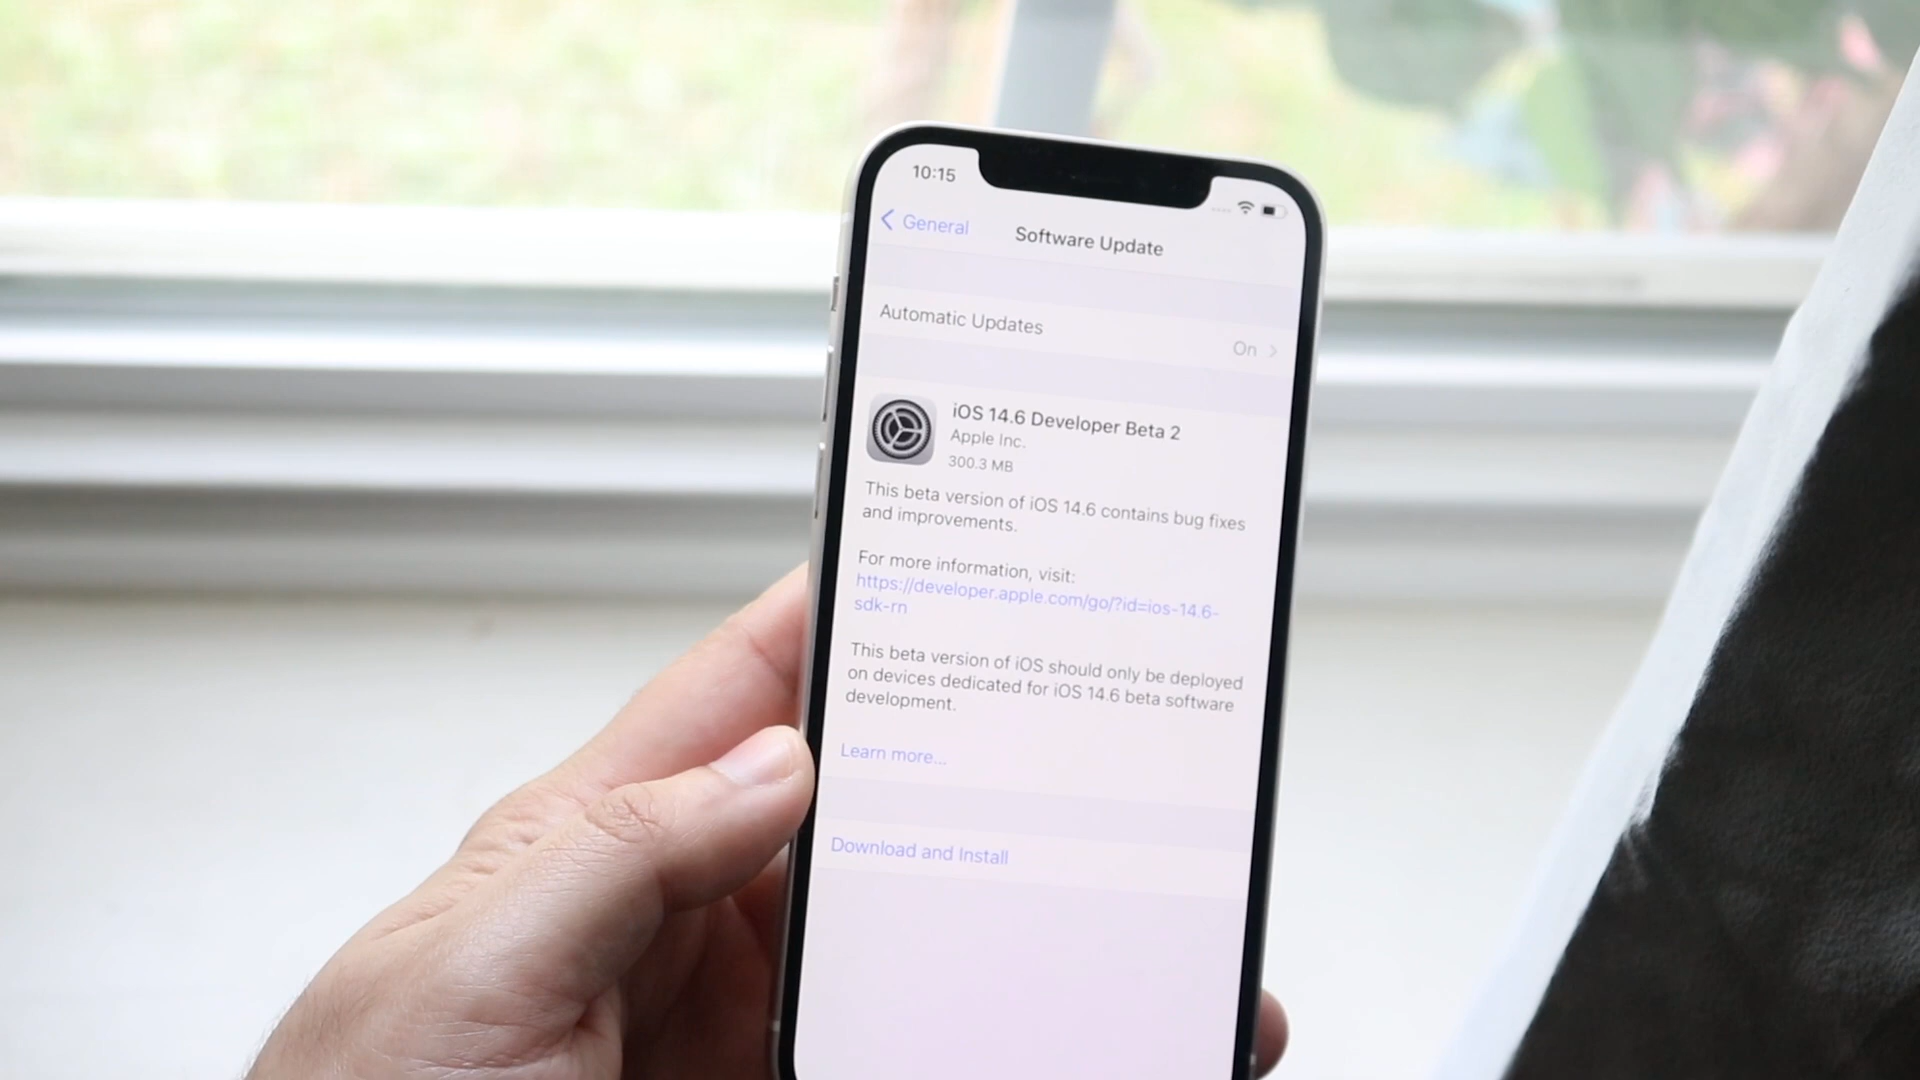 10:15
General
Software Update
Automatic Updates
On
iOS 14.6 Developer Beta 2
Apple Inc.
300.3 MB
This beta version of iOS 14.6 contains bug fixes
and improvements.
For more information, visit:
https://developer.apple.com/go/?id=ios-14.6-
sdk-rn
This beta version of iOS should only be deployed
on devices dedicated for iOS 14.6 beta software
development.
Learn more...
Download and Install